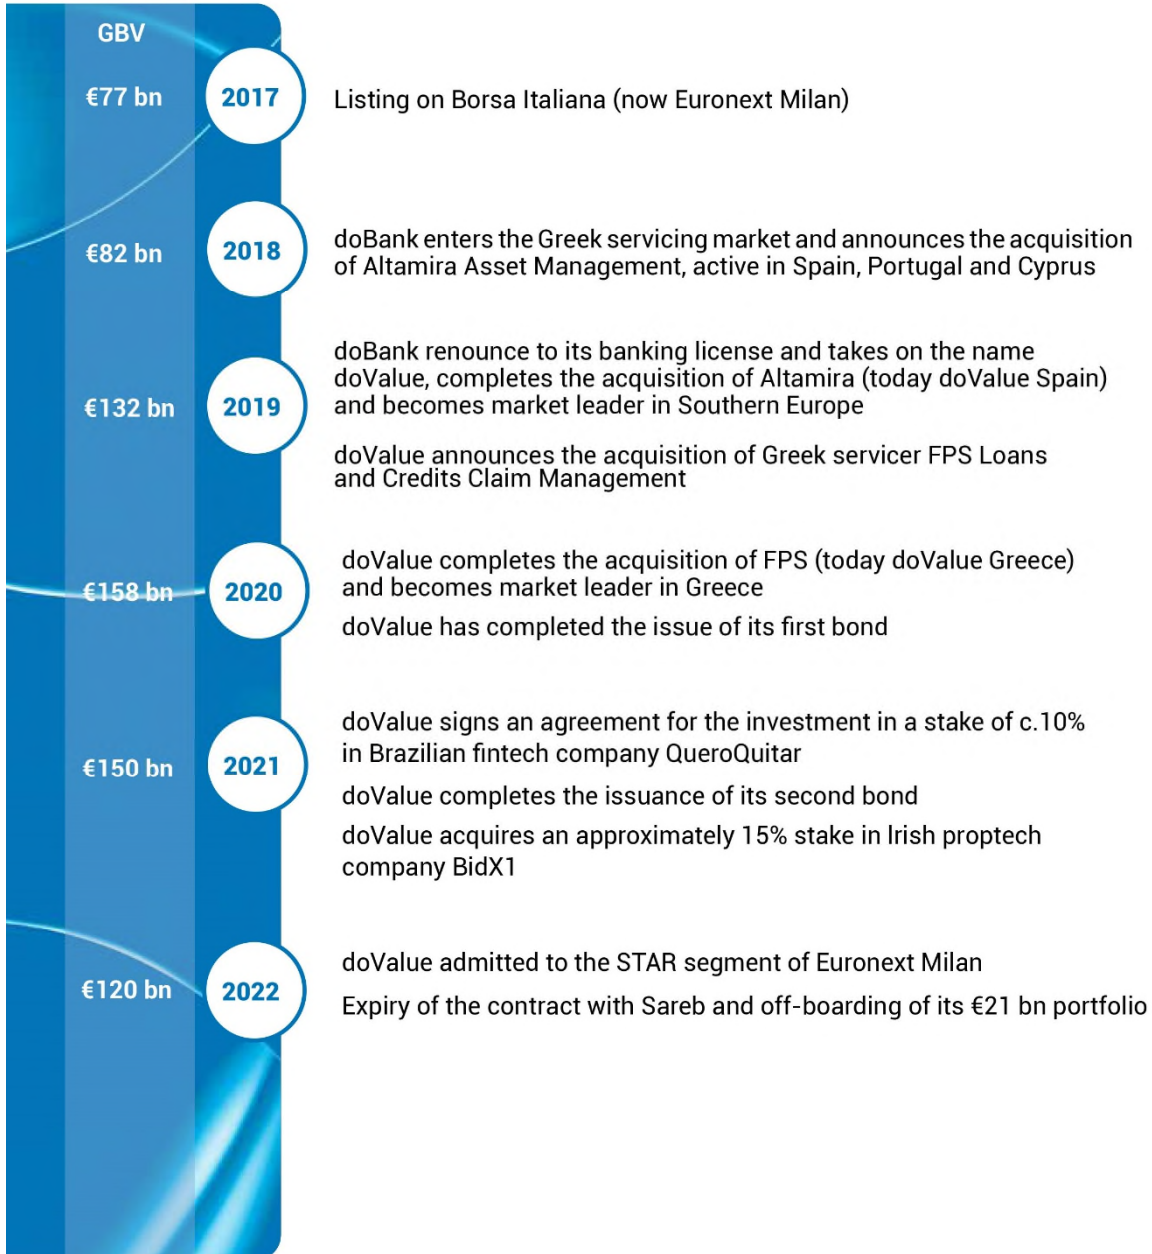 GBV
€77 bn
2017
Listing on Borsa Italiana (now Euronext Milan)
€82 bn
2018
doBank enters the Greek servicing market and announces the acquisition
of Altamira Asset Management, active in Spain, Portugal and Cyprus
€132 bn
2019
doBank renounce to its banking license and takes on the name
doValue, completes the acquisition of Altamira (today doValue Spain)
and becomes market leader in Southern Europe
doValue announces the acquisition of Greek servicer FPS Loans
and Credits Claim Management
€158 bn
2020
doValue completes the acquisition of FPS (today doValue Greece)
and becomes market leader in Greece
doValue has completed the issue of its first bond
€150 bn
2021
doValue signs an agreement for the investment in a stake of c.10%
in Brazilian fintech company QueroQuitar
doValue completes the issuance of its second bond
doValue acquires an approximately 15% stake in Irish proptech
company BidX1
€120 bn
2022
doValue admitted to the STAR segment of Euronext Milan
Expiry of the contract with Sareb and off-boarding of its €21 bn portfolio